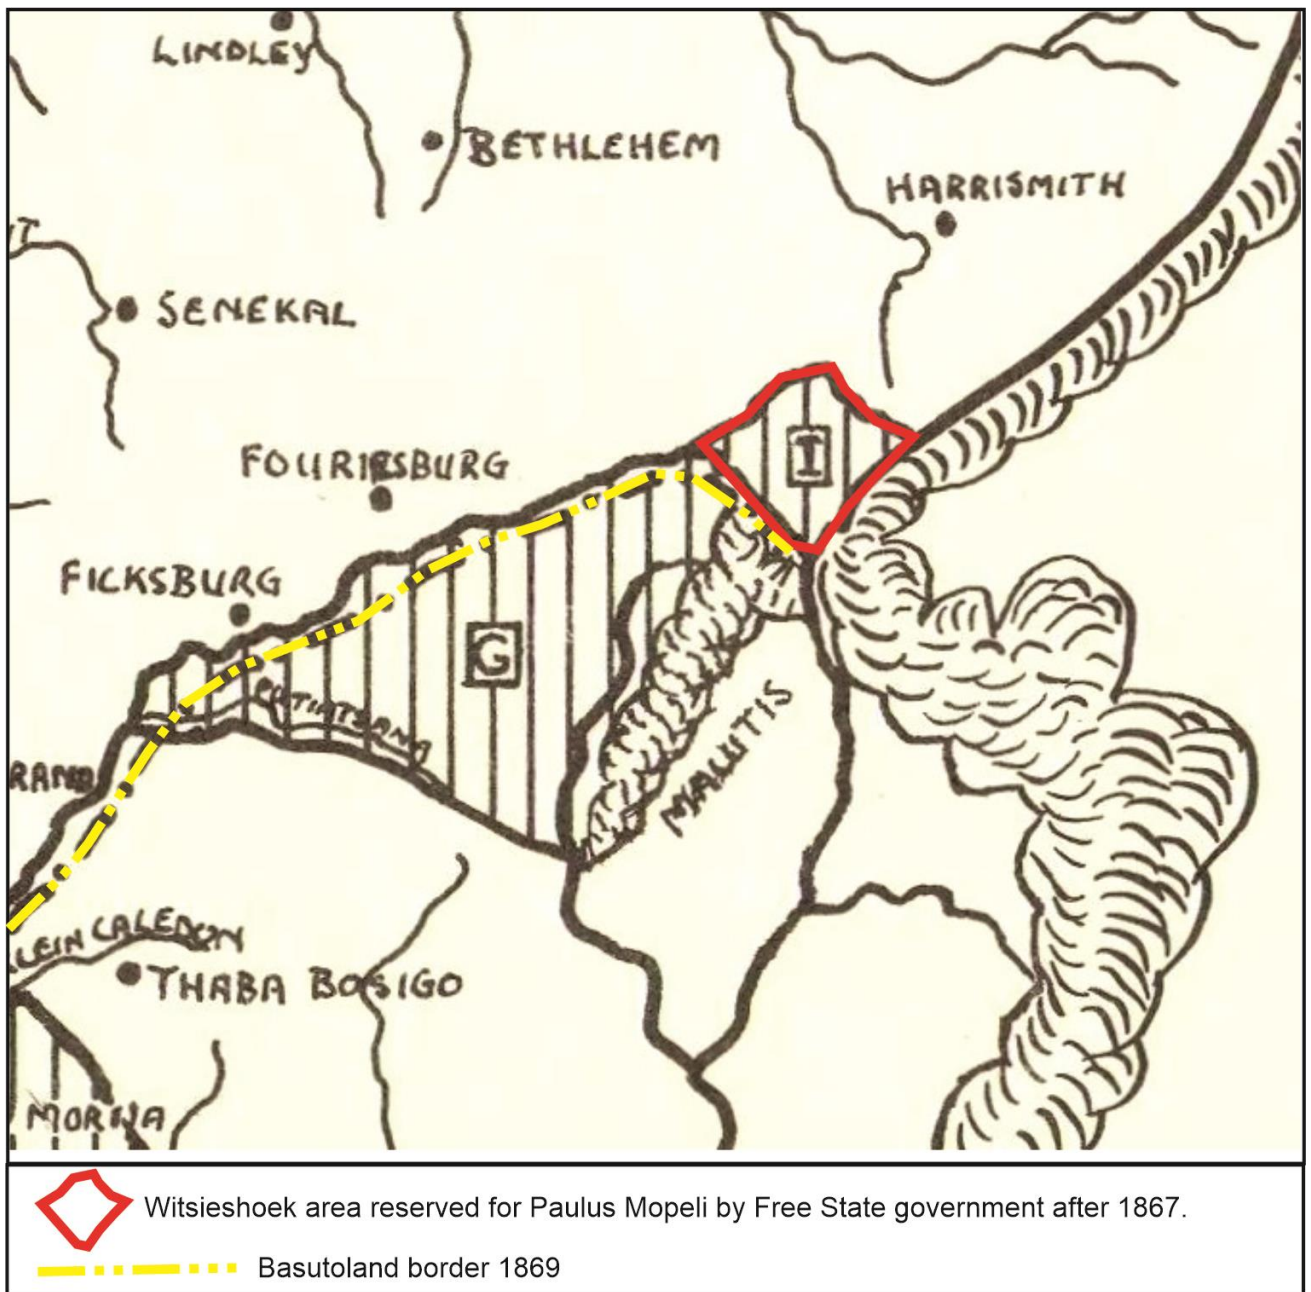 LINDLEY
BETHLEHEM
HARRISMITH
SENEKAL
I
FOURIESBURG
FICKSBURG
G
MALUTIS
RAND
KLEIN CALEDON
THABA BOSIGO
MORIJA
Witsieshoek area reserved for Paulus Mopeli by Free State government after 1867.
Basutoland border 1869